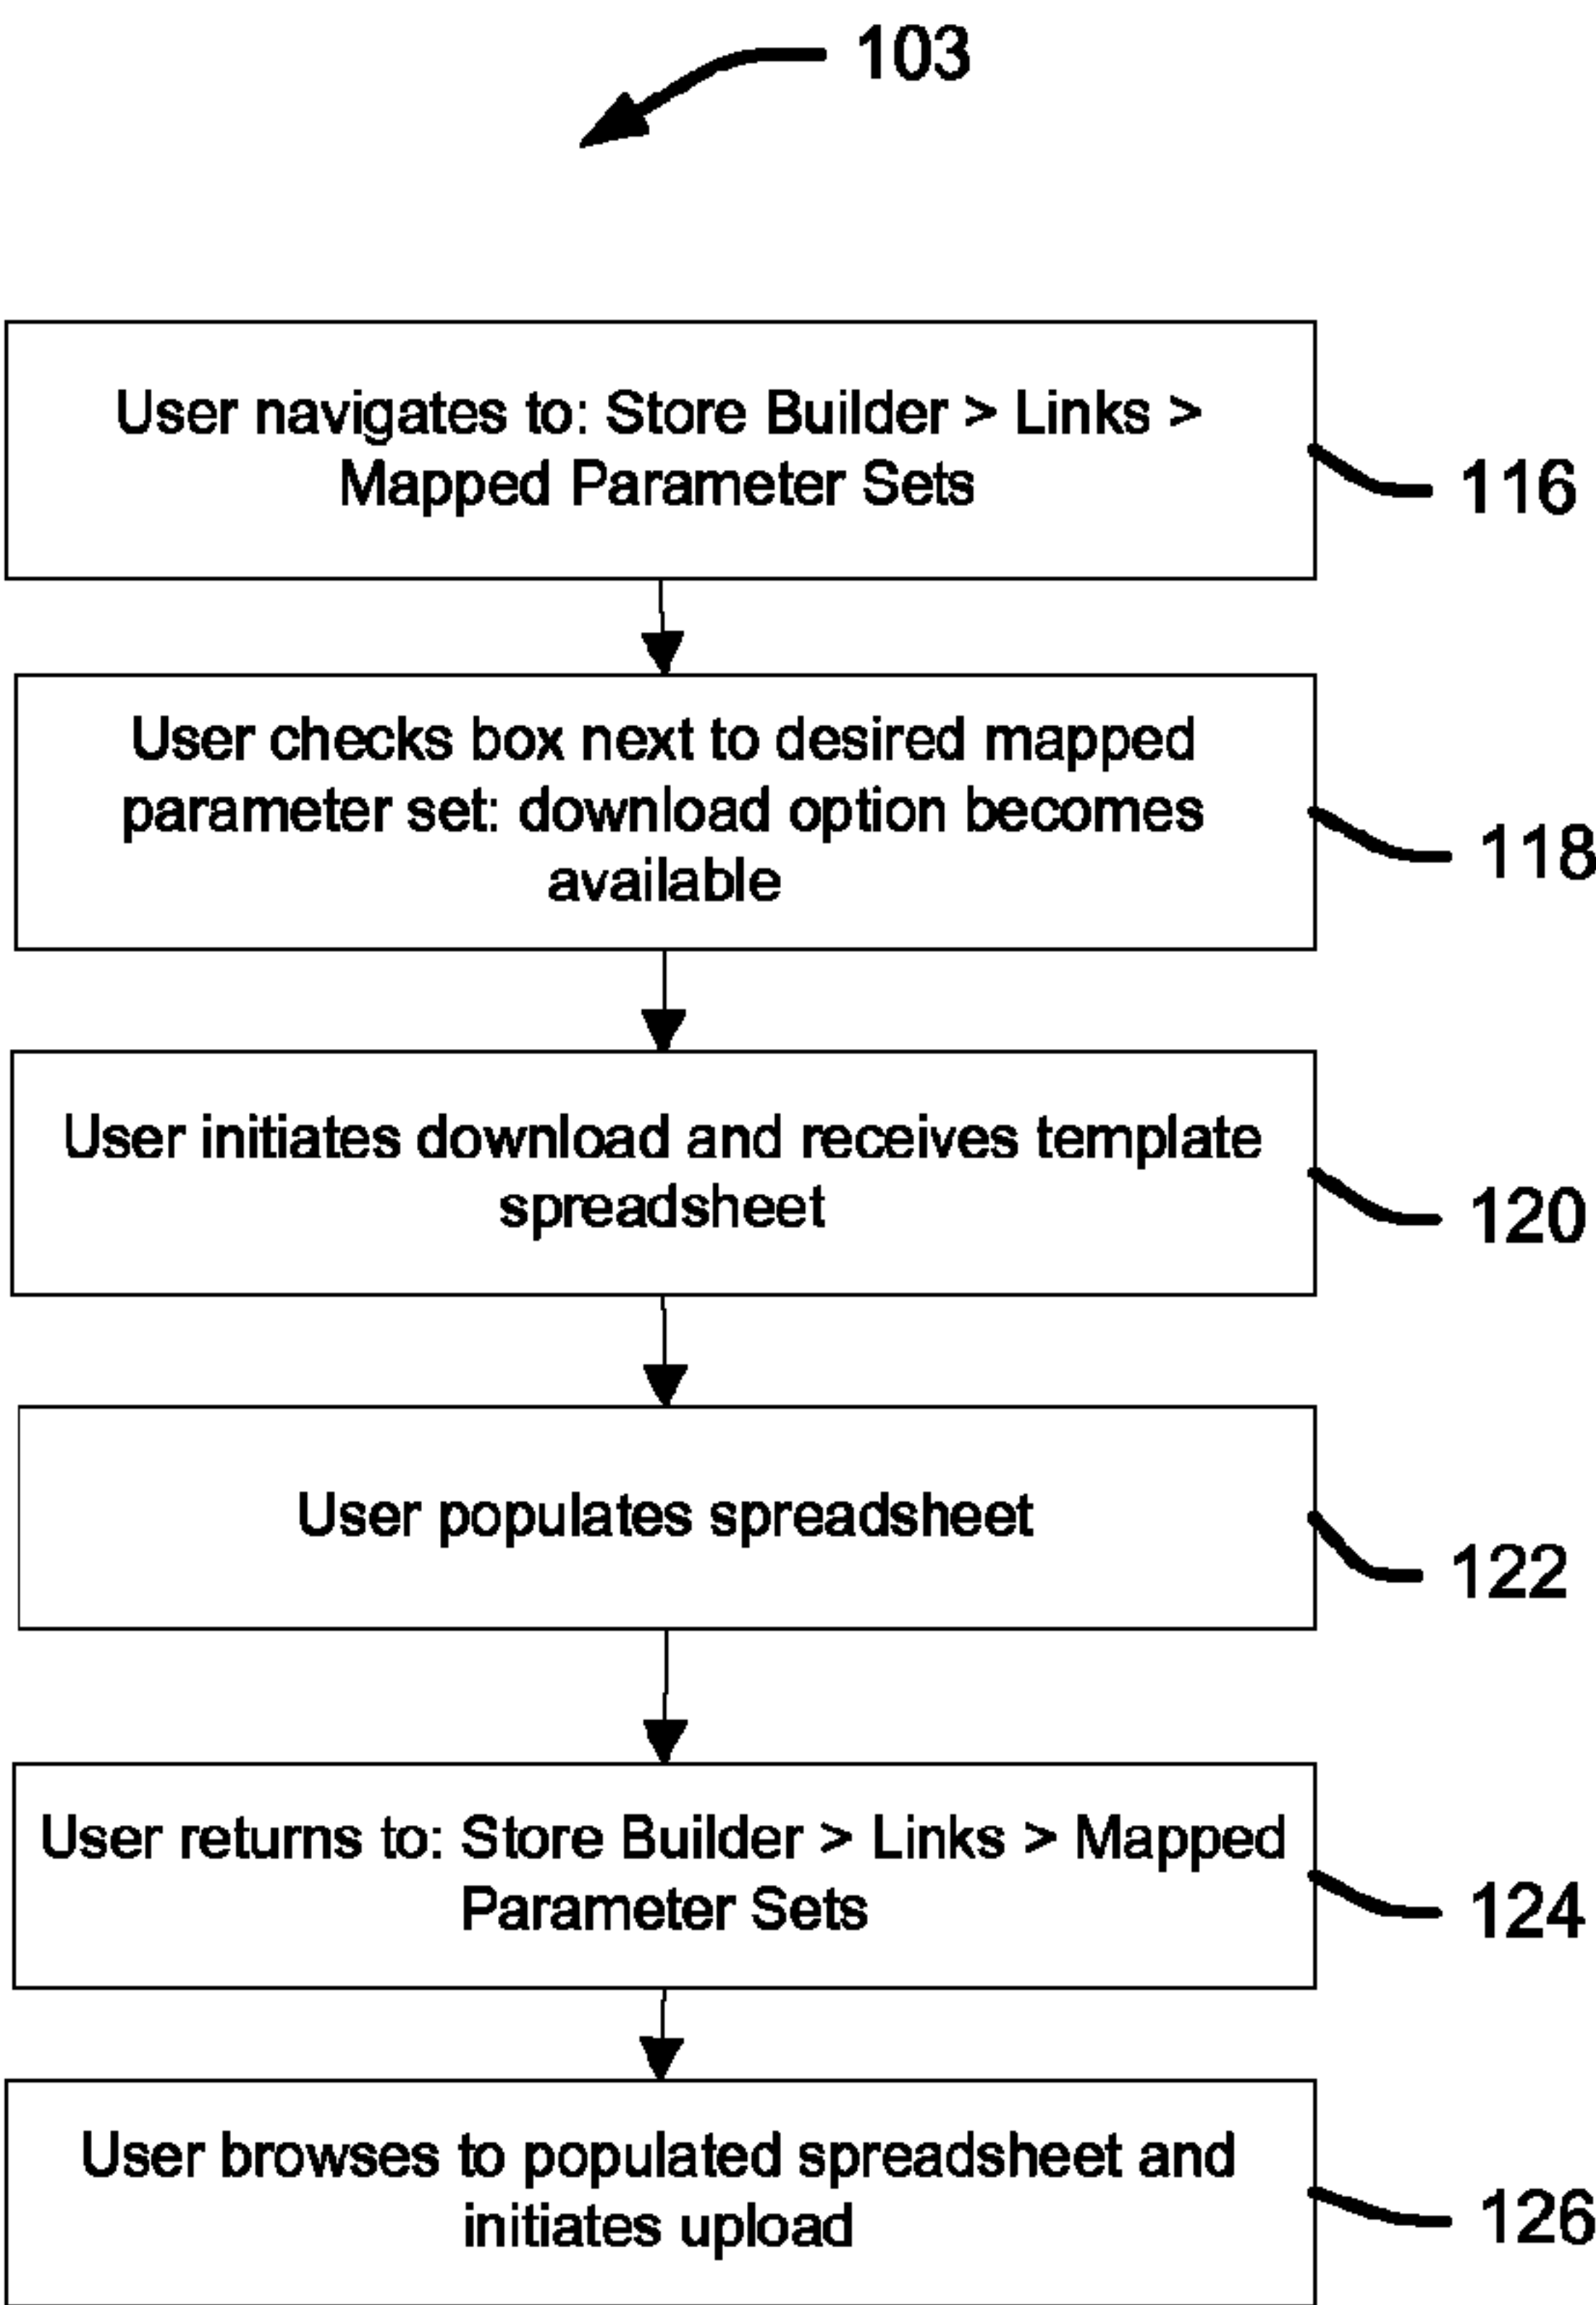 103
User navigates to: Store Builder > Links >
Mapped Parameter Sets
116
User checks box next to desired mapped
parameter set: download option becomes
available
118
User initiates download and receives template
spreadsheet
120
User populates spreadsheet
122
User returns to: Store Builder > Links > Mapped
Parameter Sets
124
User browses to populated spreadsheet and
initiates upload
126